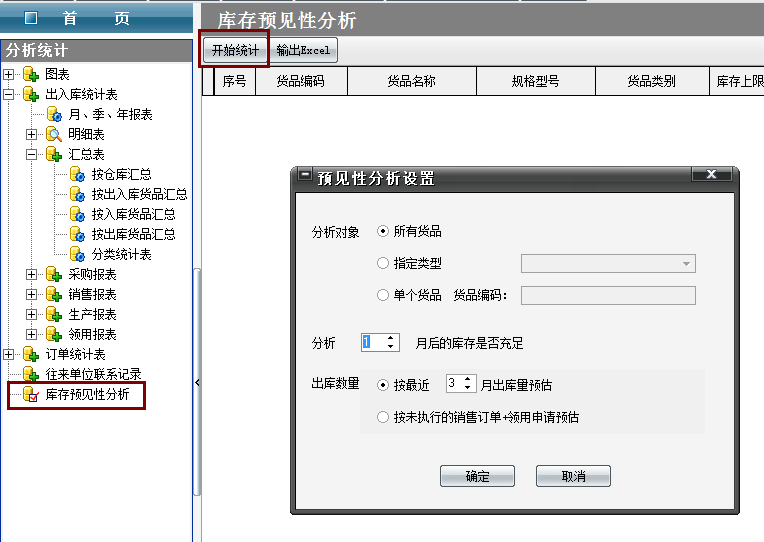 首 页
库存预见性分析
分析统计
开始统计 输出Excel
序号 货品编码 货品名称 规格型号 货品类别 库存上限
图表
出入库统计表
月、季、年报表
明细表
汇总表
按仓库汇总
按出入库货品汇总
按入库货品汇总
按出库货品汇总
分类统计表
采购报表
销售报表
生产报表
领用报表
订单统计表
往来单位联系记录
库存预见性分析
预见性分析设置
分析对象 所有货品
指定类型
单个货品 货品编码：
分析 1 月后的库存是否充足
出库数量 按最近 3 月出库量预估
按未执行的销售订单+领用申请预估
确定 取消